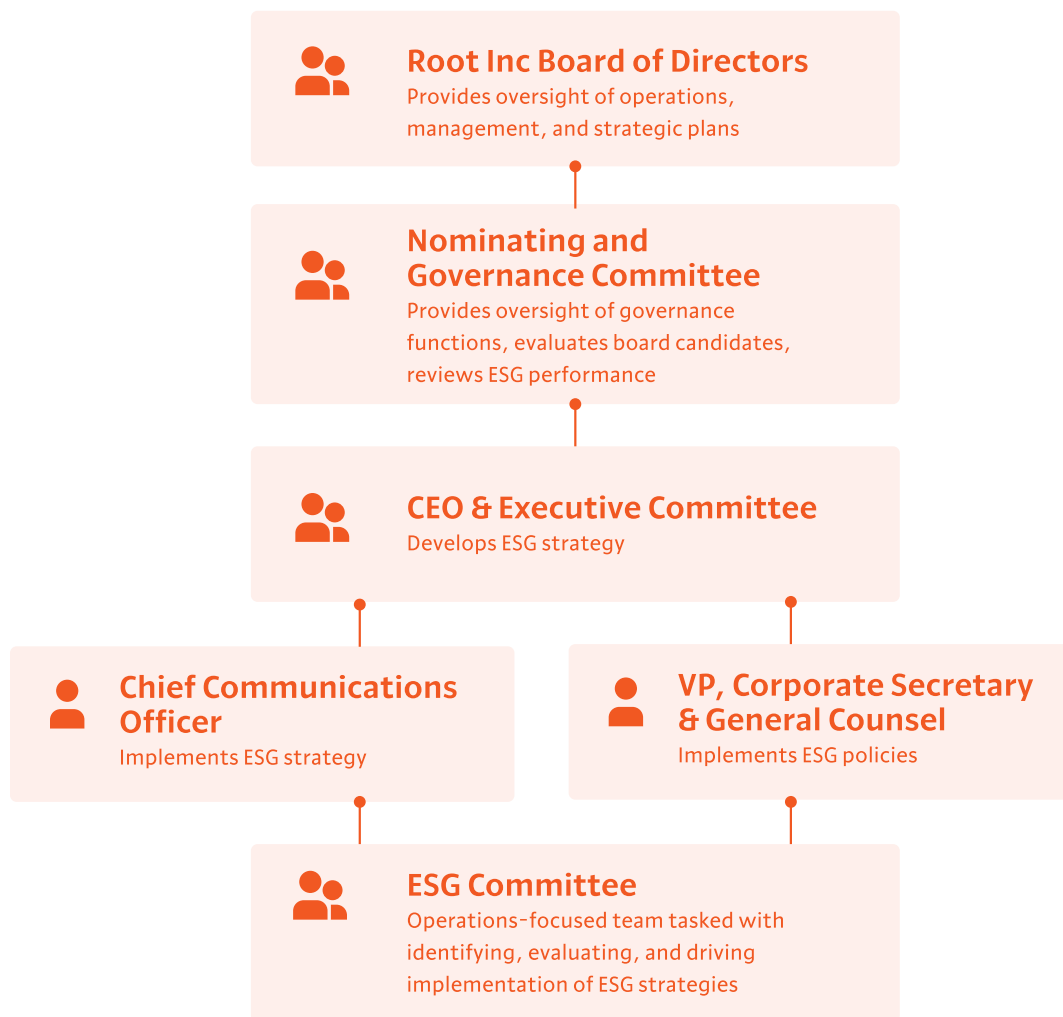 Root Inc Board of Directors
Provides oversight of operations,
management, and strategic plans
Nominating and
Governance Committee
Provides oversight of governance
functions, evaluates board candidates,
reviews ESG performance
CEO & Executive Committee
Develops ESG strategy
Chief Communications
Officer
Implements ESG strategy
VP, Corporate Secretary
& General Counsel
Implements ESG policies
ESG Committee
Operations-focused team tasked with
identifying, evaluating, and driving
implementation of ESG strategies